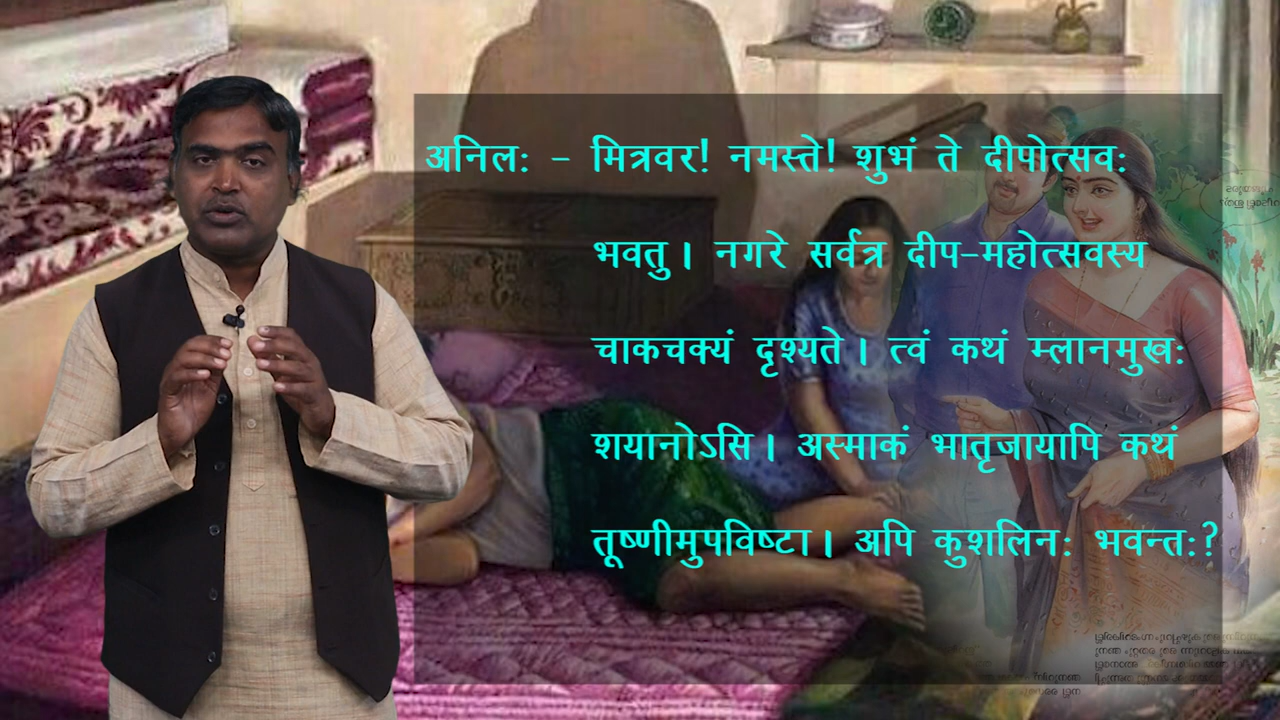 अनिलः - मित्रवर! नमस्ते! शुभं ते दीपोत्सवः
भवतु। नगरे सर्वत्र दीप-महोत्सवस्य
चाकचक्यं दृश्यते। त्वं कथं म्लानमुखः
शयानोऽसि। अस्माकं भातृजायापि कथं
तूष्णीमुपविष्टा। अपि कुशलिनः भवन्तः?